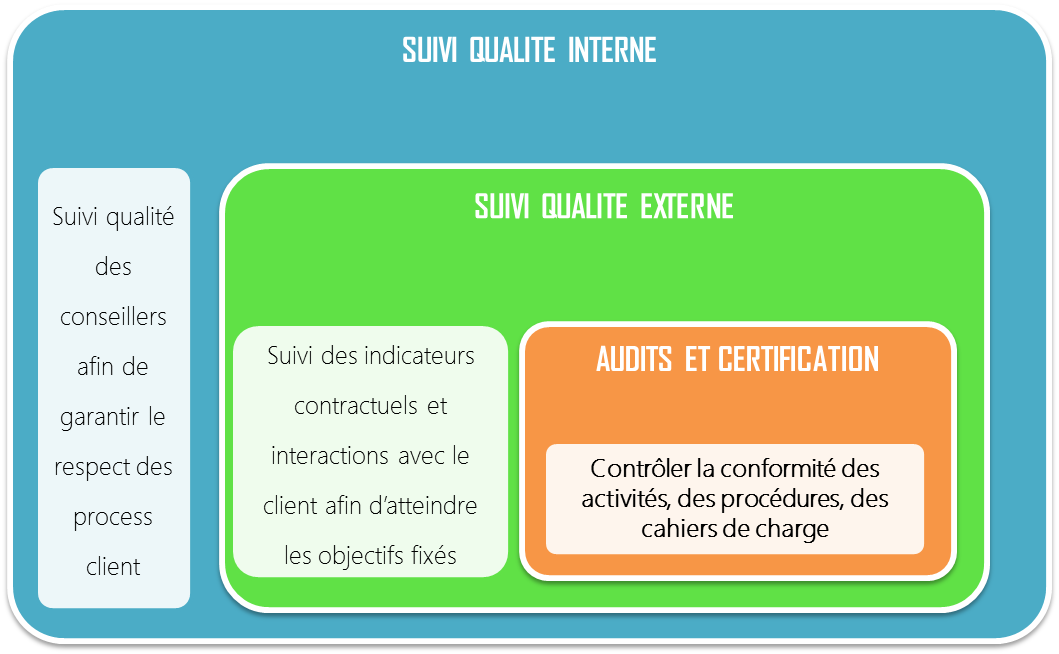 SUIVI QUALITE INTERNE
Suivi qualité
des
conseillers
afin de
garantir le
respect des
process
client
SUIVI QUALITE EXTERNE
Suivi des indicateurs
contractuels et
interactions avec le
client afin d’atteindre
les objectifs fixés
AUDITS ET CERTIFICATION
Contrôler la conformité des
activités, des procédures, des
cahiers de charge